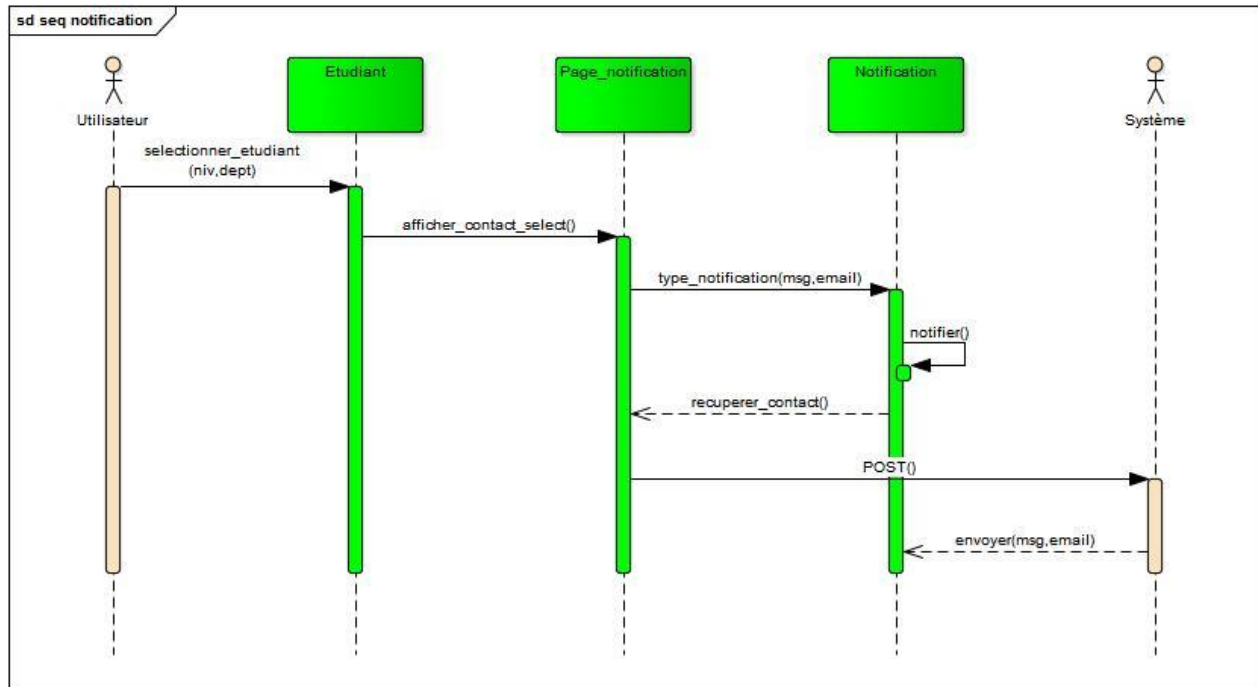 sd seq notification
Utilisateur
Etudiant
Page_notification
Notification
Système
selectionner_etudiant
(niv,dept)
afficher_contact_select()
type_notification(msg,email)
notifier()
recuperer_contact()
POST()
envoyer(msg,email)